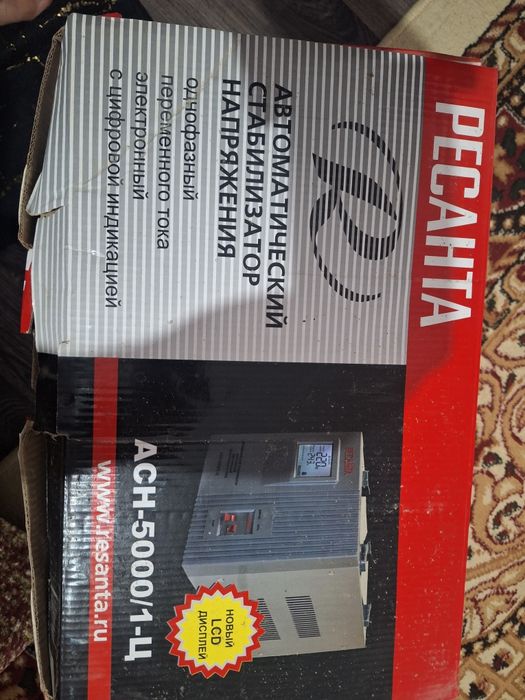 РЕСАНТА
R
АВТОМАТИЧЕСКИЙ
СТАБИЛИЗАТОР
НАПРЯЖЕНИЯ
однофазный
переменного тока
электронный
с цифровой индикацией
НОВЫЙ
LCD
ДИСПЛЕЙ
АСН-5000/1-Ц
www.resanta.ru